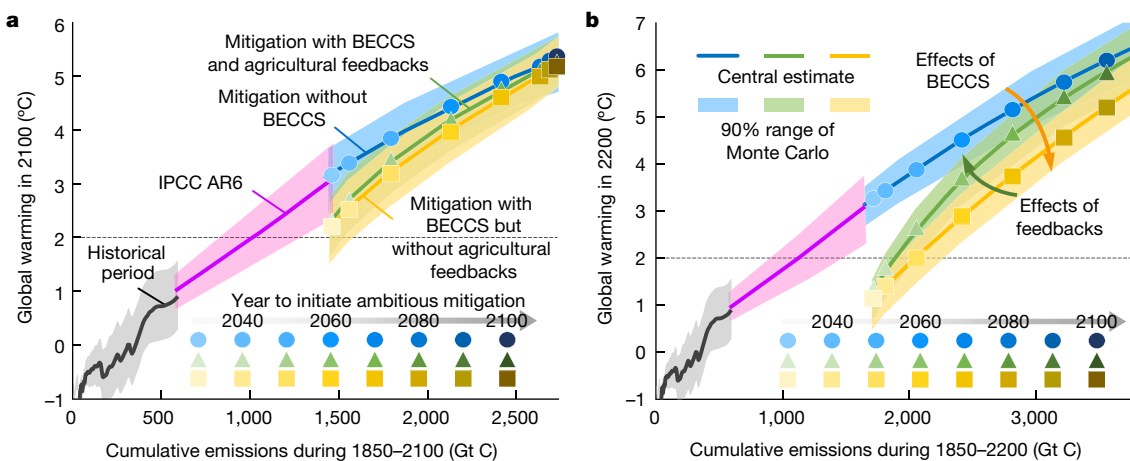 a
6
5
4
3
2
1
0
−1
Global warming in 2100 (°C)
Mitigation with BECCS
and agricultural feedbacks
Mitigation without
BECCS
IPCC AR6
Historical
period
Mitigation with
BECCS but
without agricultural
feedbacks
Year to initiate ambitious mitigation
2040 2060 2080 2100
500 1,000 1,500 2,000 2,500
Cumulative emissions during 1850–2100 (Gt C)
b
7
6
5
4
3
2
1
0
−1
Global warming in 2200 (°C)
Central estimate
90% range of
Monte Carlo
Effects of
BECCS
Effects of
feedbacks
2040 2060 2080 2100
0 1,000 2,000 3,000
Cumulative emissions during 1850–2200 (Gt C)